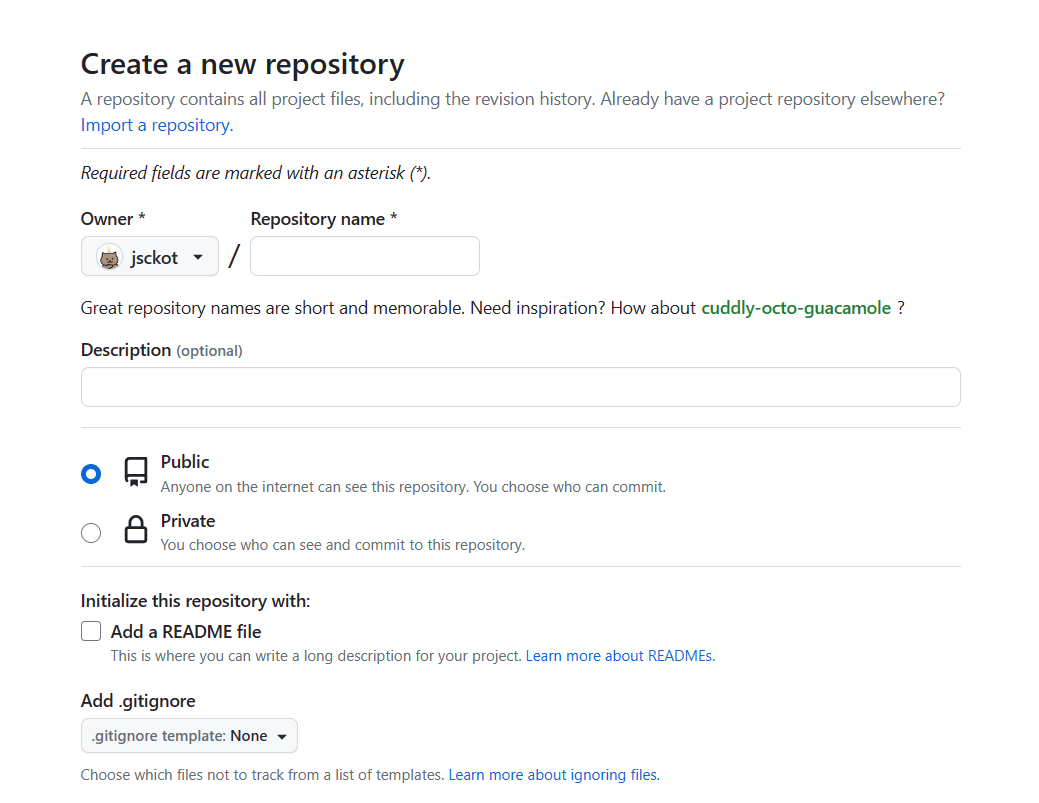 Create a new repository
A repository contains all project files, including the revision history. Already have a project repository elsewhere?
Import a repository.
Required fields are marked with an asterisk (*).
Owner * Repository name *
jsckot /
Great repository names are short and memorable. Need inspiration? How about cuddly-octo-guacamole ?
Description (optional)
Public
Anyone on the internet can see this repository. You choose who can commit.
Private
You choose who can see and commit to this repository.
Initialize this repository with:
Add a README file
This is where you can write a long description for your project. Learn more about READMEs.
Add .gitignore
.gitignore template: None
Choose which files not to track from a list of templates. Learn more about ignoring files.